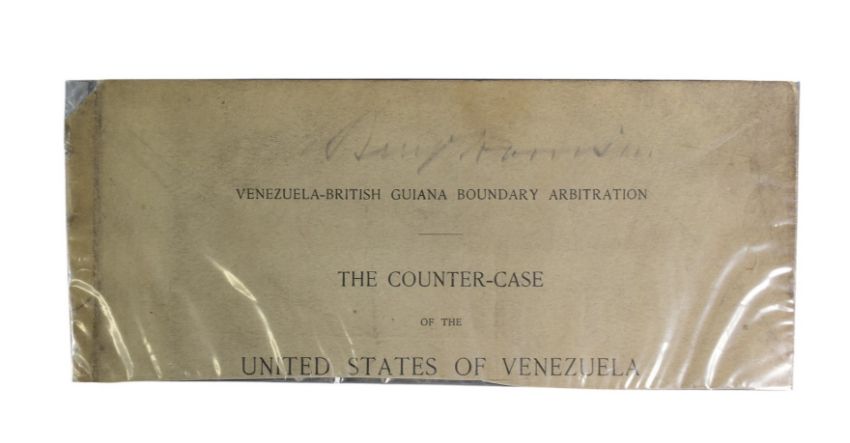 Benj Harrison
VENEZUELA-BRITISH GUIANA BOUNDARY ARBITRATION
THE COUNTER-CASE
OF THE
UNITED STATES OF VENEZUELA